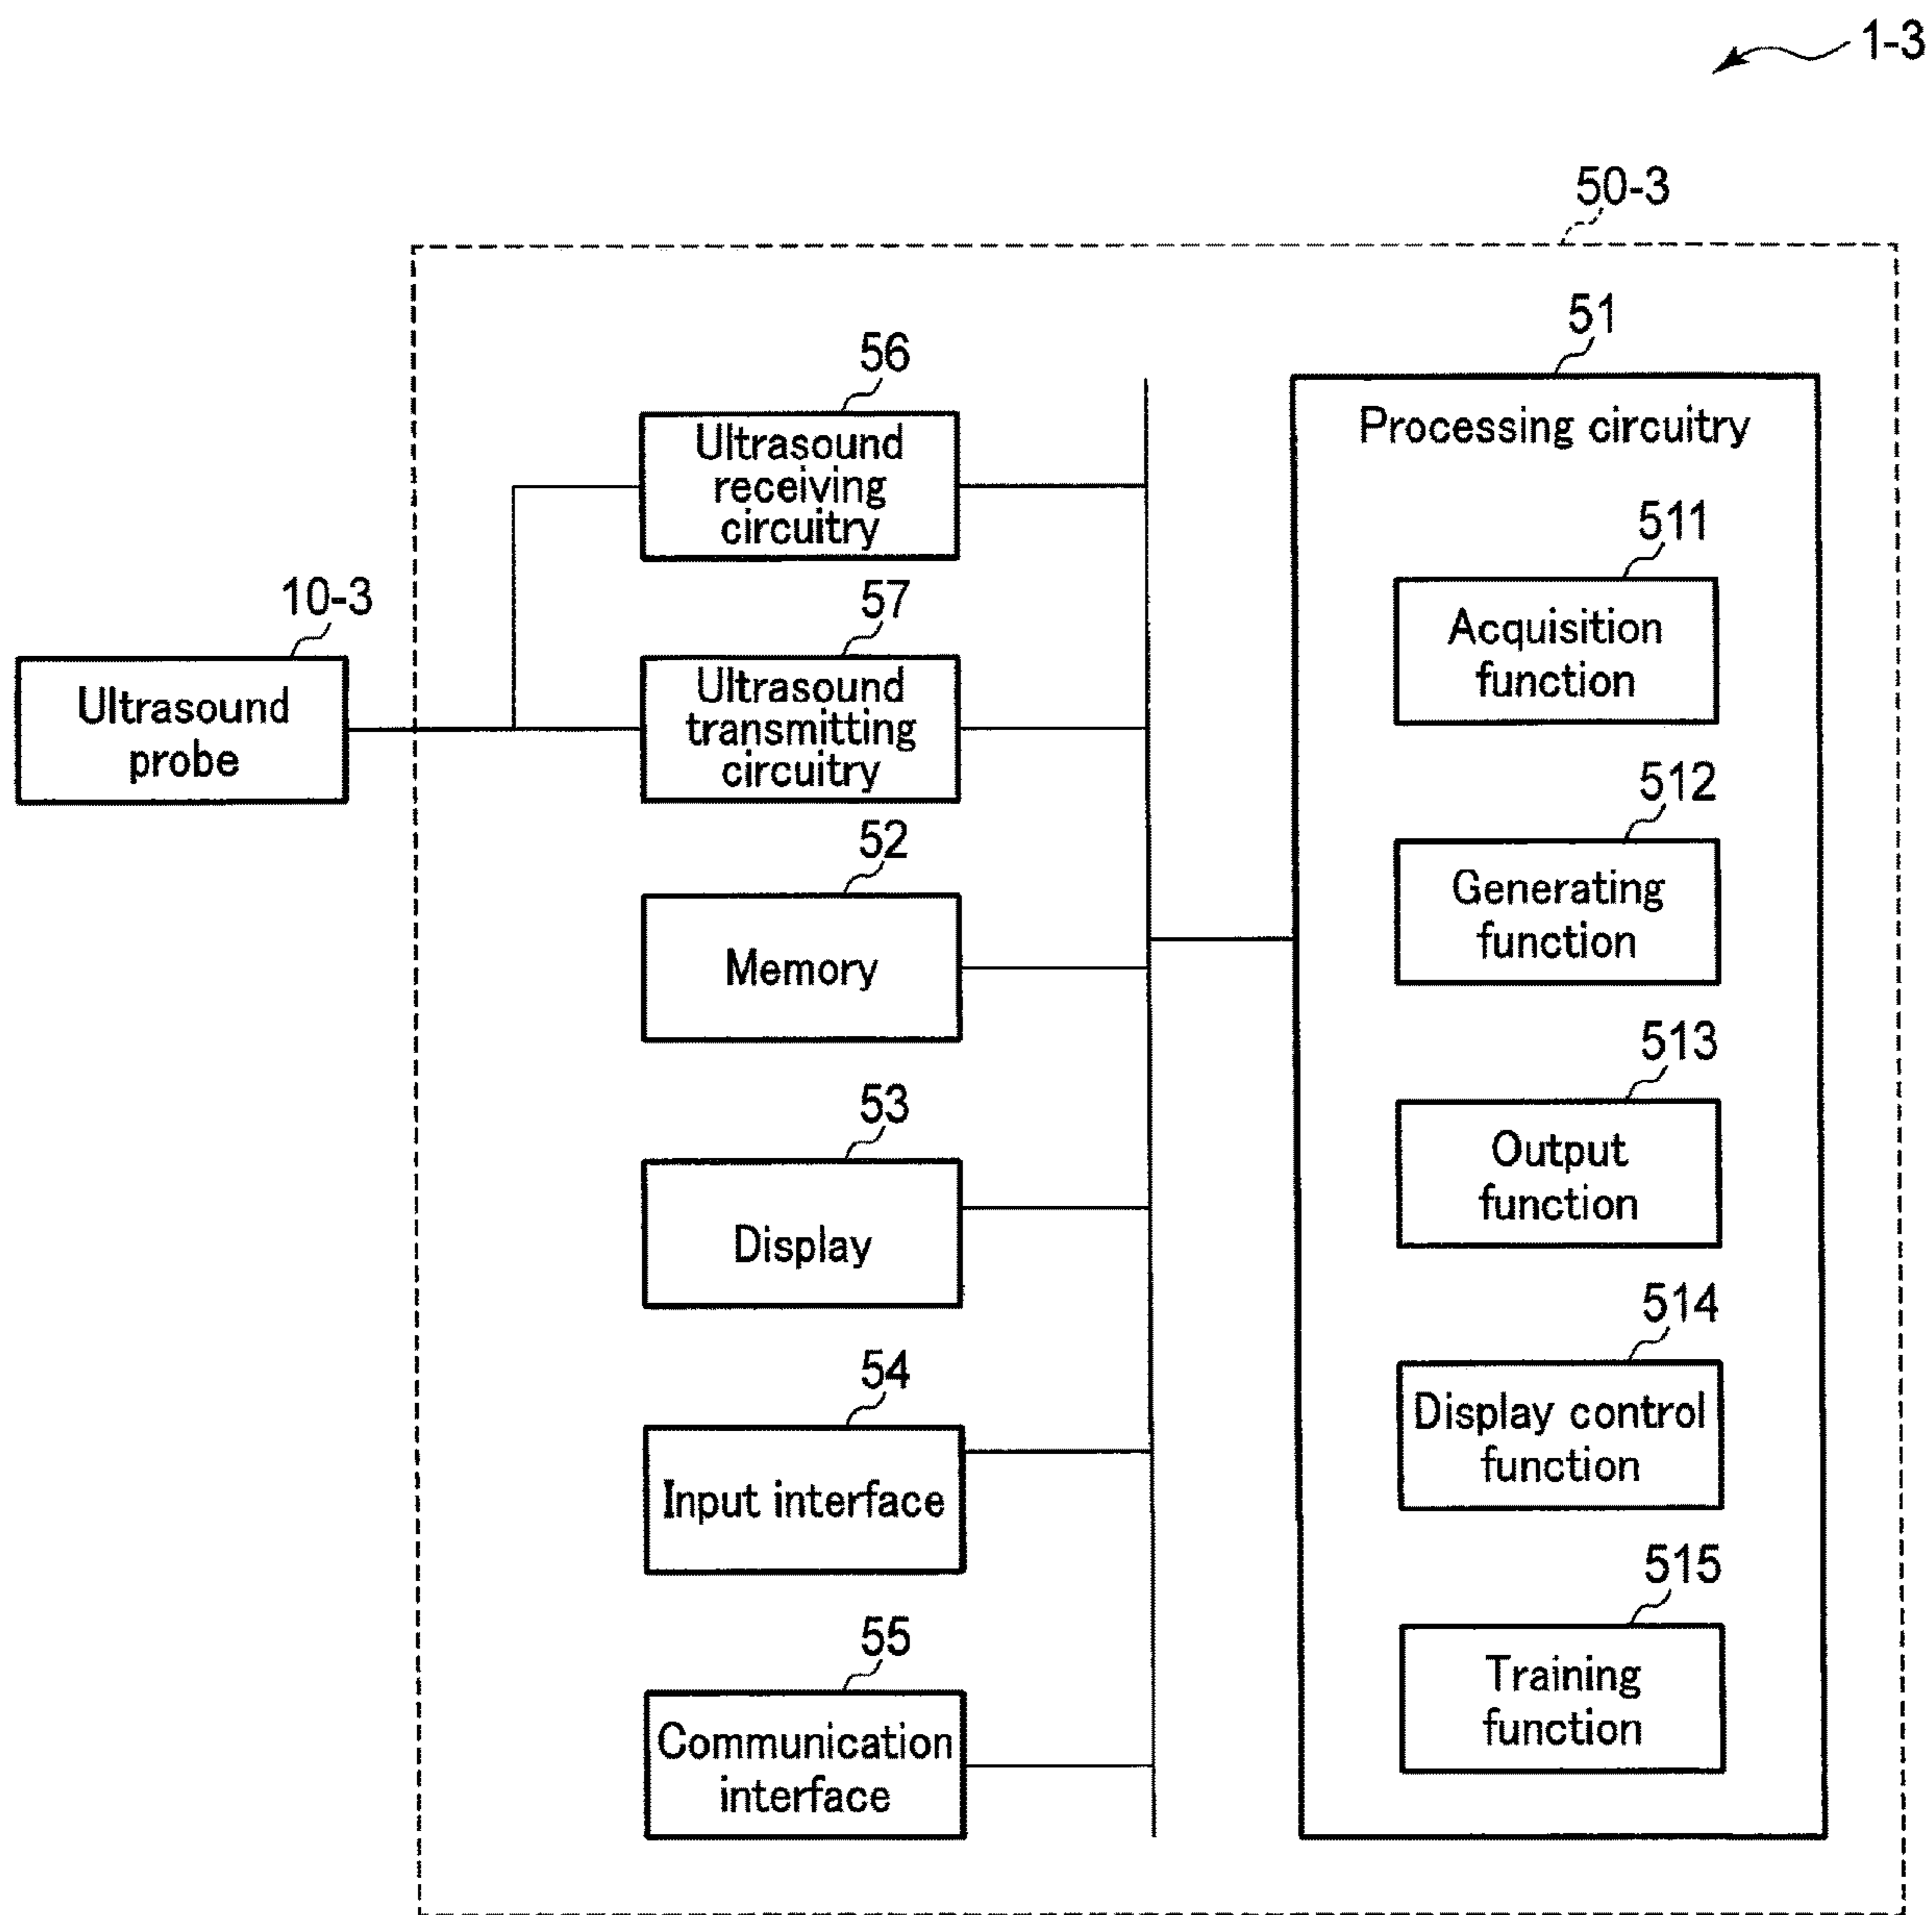 1-3
50-3
51
Processing circuitry
56
Ultrasound
receiving
circuitry
511
Acquisition
function
10-3
Ultrasound
probe
57
Ultrasound
transmitting
circuitry
512
Generating
function
52
Memory
513
Output
function
53
Display
514
Display control
function
54
Input interface
515
Training
function
55
Communication
interface